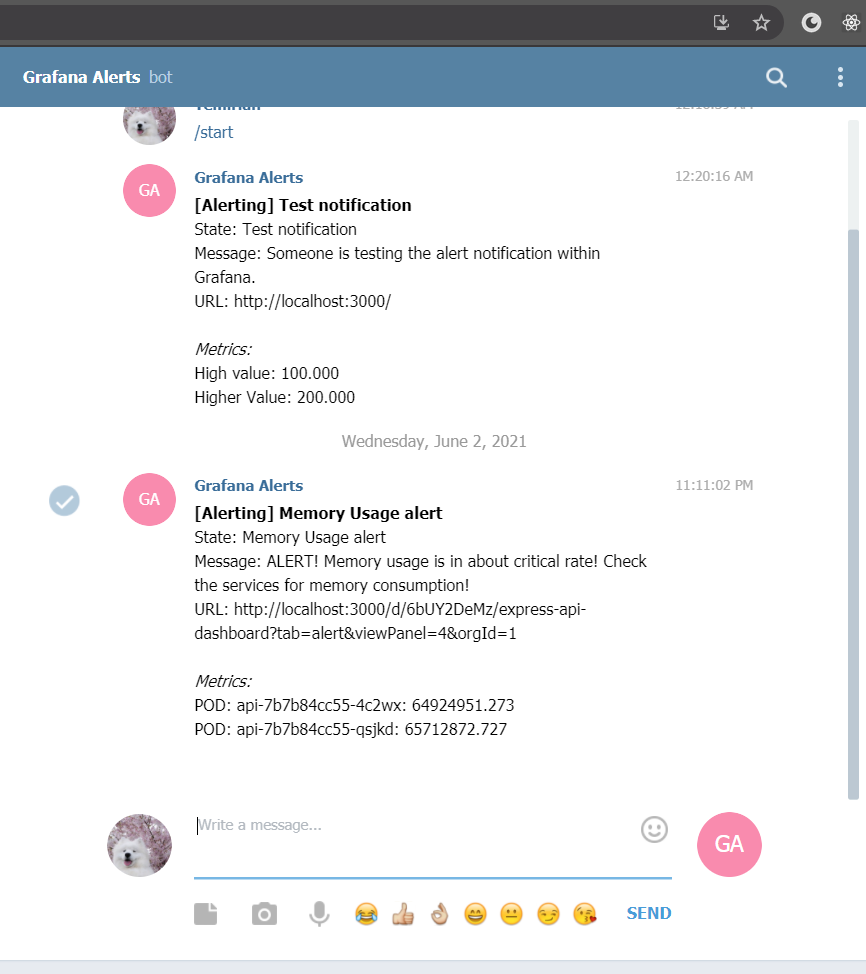 Grafana Alerts bot
/start
GA
Grafana Alerts 12:20:16 AM
[Alerting] Test notification
State: Test notification
Message: Someone is testing the alert notification within
Grafana.
URL: http://localhost:3000/
Metrics:
High value: 100.000
Higher Value: 200.000
Wednesday, June 2, 2021
GA
Grafana Alerts 11:11:02 PM
[Alerting] Memory Usage alert
State: Memory Usage alert
Message: ALERT! Memory usage is in about critical rate! Check
the services for memory consumption!
URL: http://localhost:3000/d/6bUY2DeMz/express-api-
dashboard?tab=alert&viewPanel=4&orgId=1
Metrics:
POD: api-7b7b84cc55-4c2wx: 64924951.273
POD: api-7b7b84cc55-qsjkd: 65712872.727
Write a message...
GA
SEND